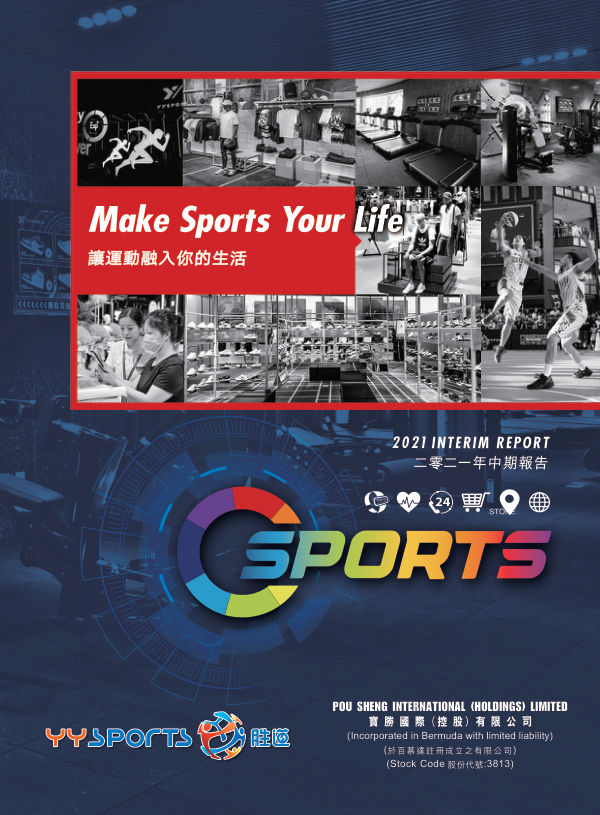 YYSPORTS
Make Sports Your Life
讓運動融入你的生活
2021 INTERIM REPORT
二零二一年中期報告
24
STORE
SPORTS
POU SHENG INTERNATIONAL (HOLDINGS) LIMITED
寶勝國際(控股)有限公司
(Incorporated in Bermuda with limited liability)
(於百慕達註冊成立之有限公司)
(Stock Code 股份代號:3813)
YYSPORTS 胜道